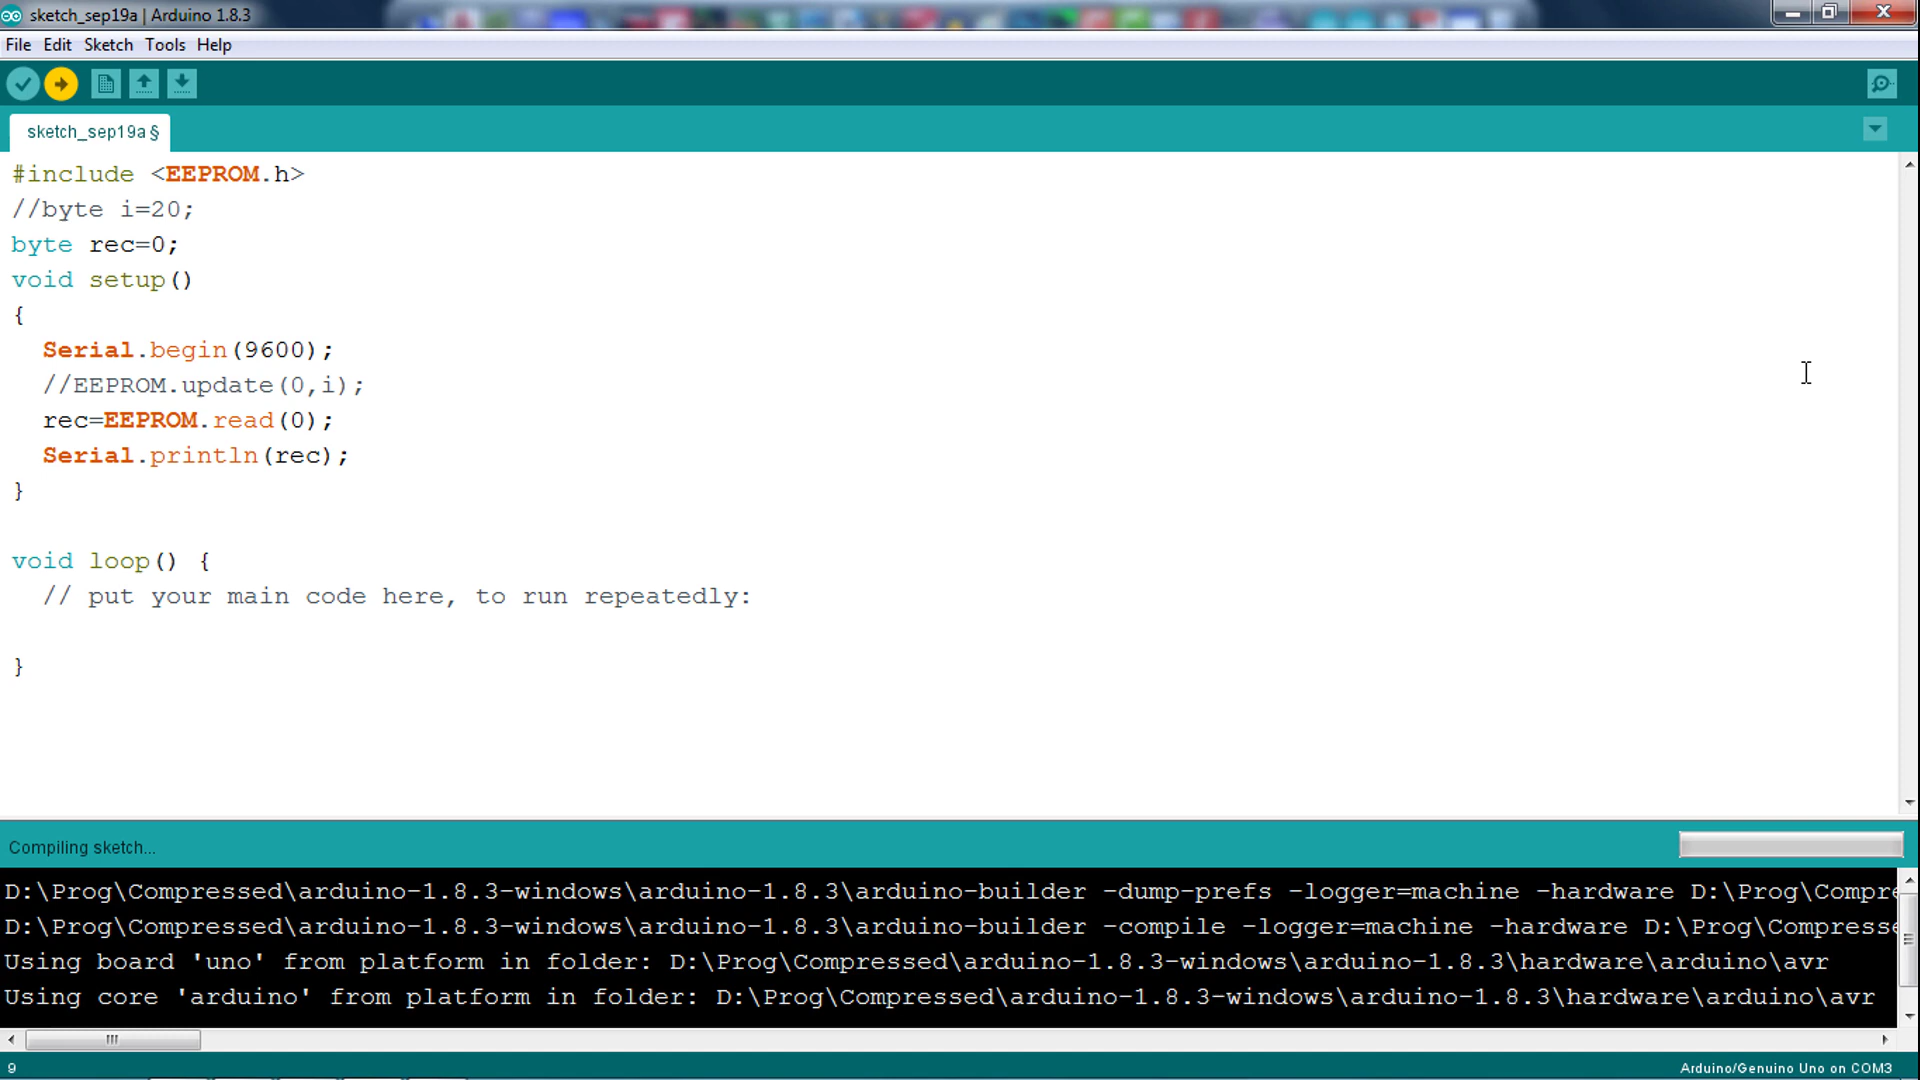 sketch_sep19a | Arduino 1.8.3
File Edit Sketch Tools Help
sketch_sep19a §
#include <EEPROM.h>
//byte i=20;
byte rec=0;
void setup()
{
  Serial.begin(9600);
  //EEPROM.update(0,i);
  rec=EEPROM.read(0);
  Serial.println(rec);
}
void loop() {
  // put your main code here, to run repeatedly:
}
Compiling sketch...
D:\Prog\Compressed\arduino-1.8.3-windows\arduino-1.8.3\arduino-builder -dump-prefs -logger=machine -hardware D:\Prog\Compre
D:\Prog\Compressed\arduino-1.8.3-windows\arduino-1.8.3\arduino-builder -compile -logger=machine -hardware D:\Prog\Compresse
Using board 'uno' from platform in folder: D:\Prog\Compressed\arduino-1.8.3-windows\arduino-1.8.3\hardware\arduino\avr
Using core 'arduino' from platform in folder: D:\Prog\Compressed\arduino-1.8.3-windows\arduino-1.8.3\hardware\arduino\avr
9
Arduino/Genuino Uno on COM3